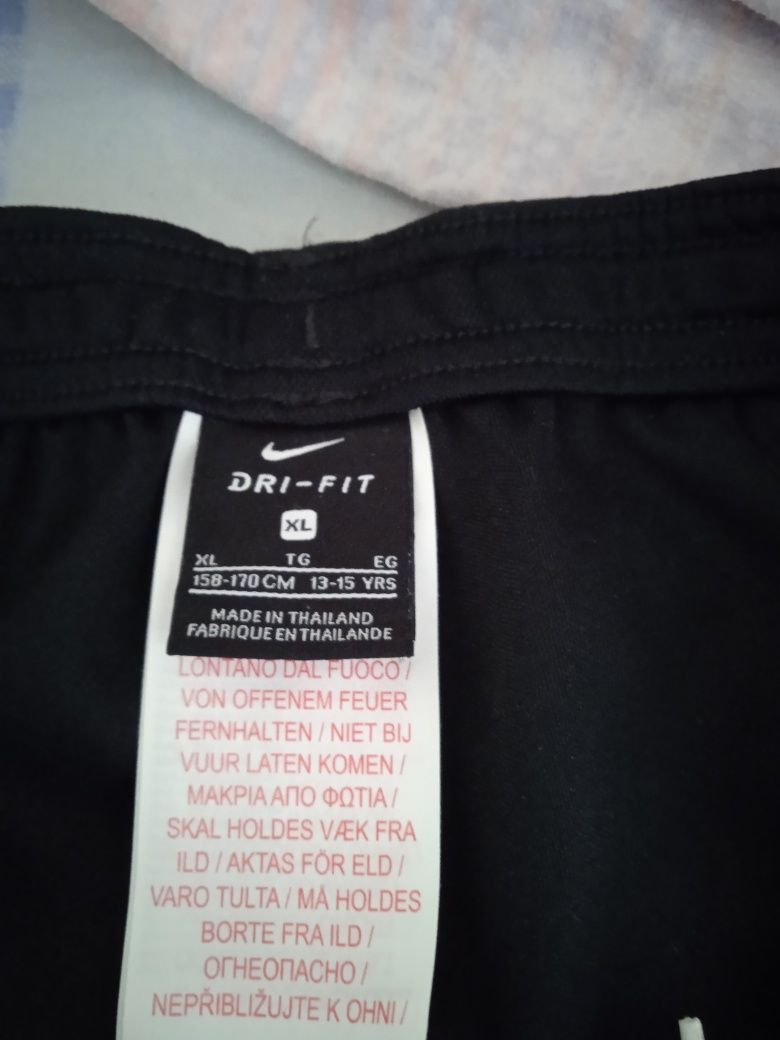 DRI-FIT
XL
XL TG EG
158-170 CM 13-15 YRS
MADE IN THAILAND
FABRIQUE EN THAILANDE
LONTANO DAL FUOCO /
VON OFFENEM FEUER
FERNHALTEN / NIET BIJ
VUUR LATEN KOMEN /
ΜΑΚΡΙΑ ΑΠΟ ΦΩΤΙΑ /
SKAL HOLDES VÆK FRA
ILD / AKTAS FÖR ELD /
VARO TULTA / MÅ HOLDES
BORTE FRA ILD /
ОГНЕОПАСНО /
NEPŘIBLIŽUJTE K OHNI /